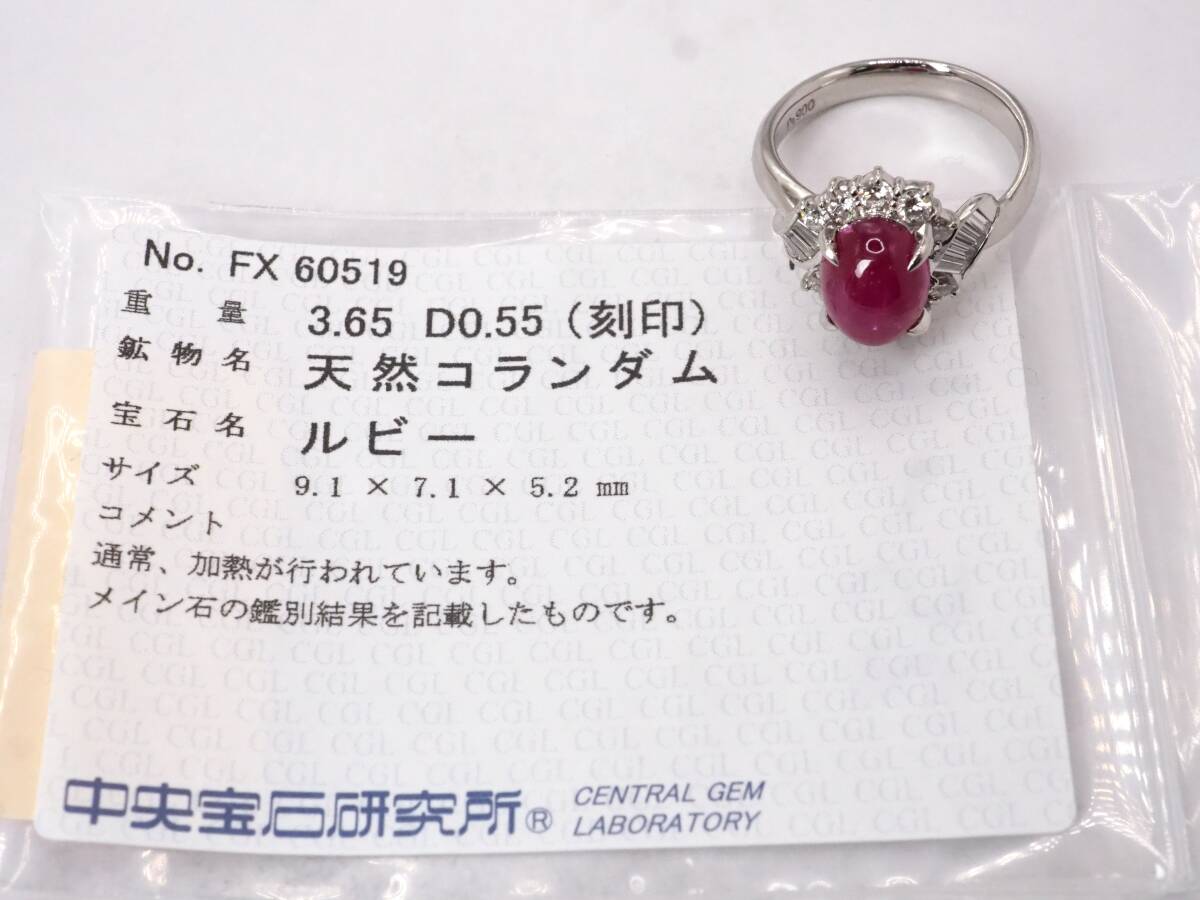 No. FX 60519
重量 3.65 D0.55（刻印）
鉱物名 天然コランダム
宝石名 ルビー
サイズ 9.1 × 7.1 × 5.2 mm
コメント
通常、加熱が行われています。
メイン石の鑑別結果を記載したものです。
中央宝石研究所® CENTRAL GEM
LABORATORY